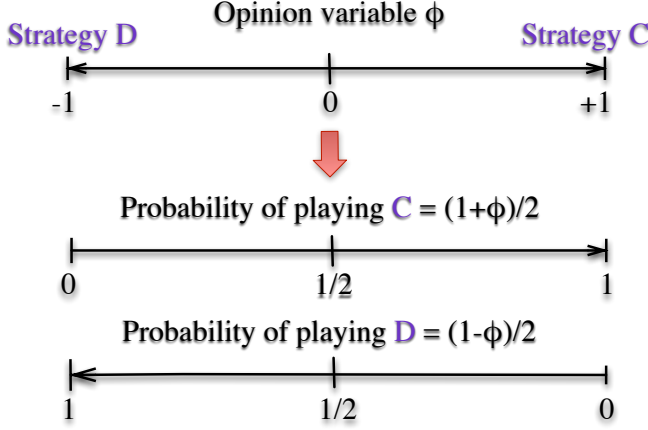 Opinion variable ϕ
Strategy D Strategy C
-1 0 +1
Probability of playing C = (1+ϕ)/2
0 1/2 1
Probability of playing D = (1-ϕ)/2
1 1/2 0